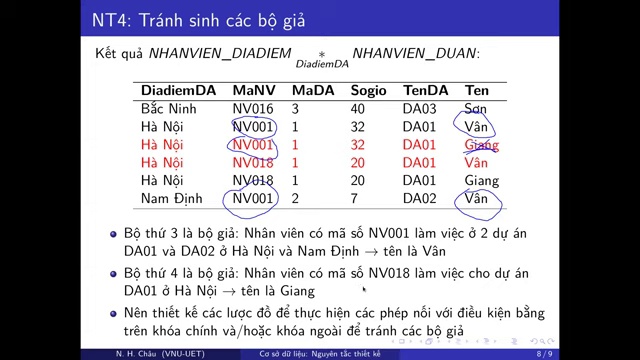 NT4: Tránh sinh các bộ giả
Kết quả NHANVIEN_DIADIEM * NHANVIEN_DUAN:
DiadiemDA
DiadiemDA MaNV MaDA Sogio TenDA Ten
Bắc Ninh NV016 3 40 DA03 Sơn
Hà Nội NV001 1 32 DA01 Vân
Hà Nội NV001 1 32 DA01 Giang
Hà Nội NV018 1 20 DA01 Vân
Hà Nội NV018 1 20 DA01 Giang
Nam Định NV001 2 7 DA02 Vân
Bộ thứ 3 là bộ giả: Nhân viên có mã số NV001 làm việc ở 2 dự án
DA01 và DA02 ở Hà Nội và Nam Định → tên là Vân
Bộ thứ 4 là bộ giả: Nhân viên có mã số NV018 làm việc cho dự án
DA01 ở Hà Nội → tên là Giang
Nên thiết kế các lược đồ để thực hiện các phép nối với điều kiện bằng
trên khóa chính và/hoặc khóa ngoài để tránh các bộ giả
N. H. Châu (VNU-UET) Cơ sở dữ liệu: Nguyên tắc thiết kế 8 / 9